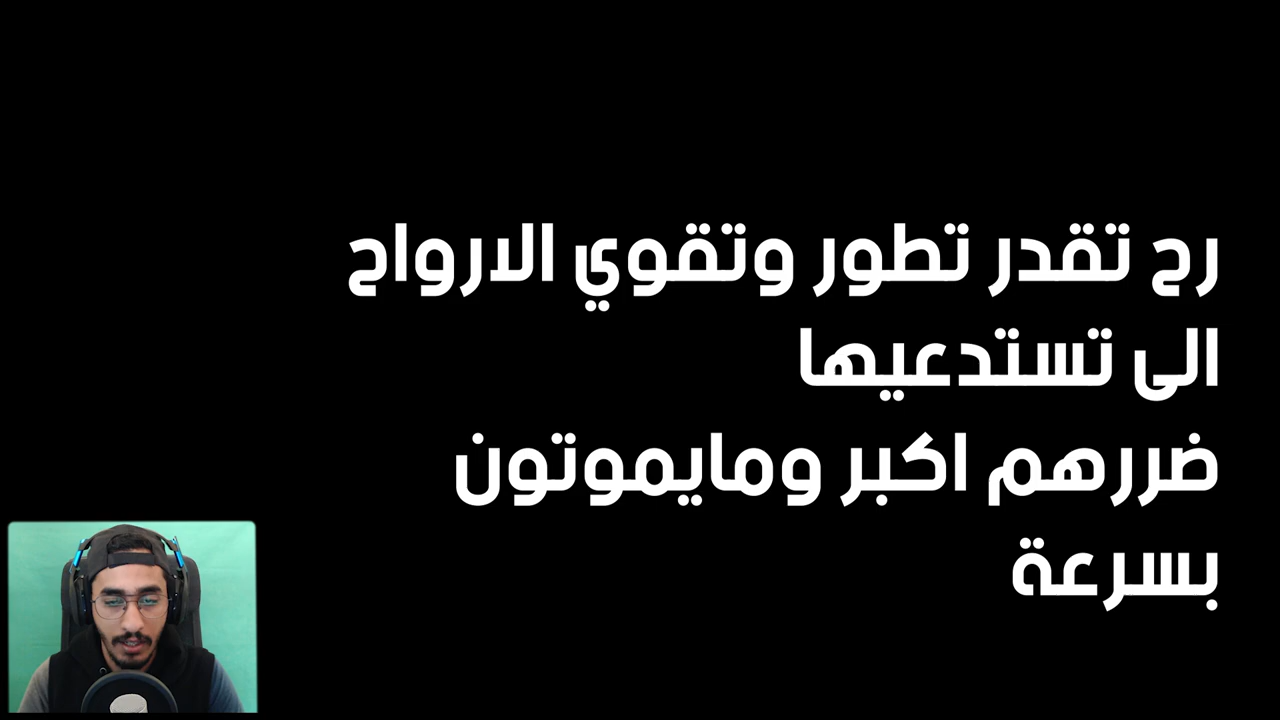 رح تقدر تطور وتقوي الارواح
الى تستدعيها
ضررهم اكبر ومايموتون
بسرعة